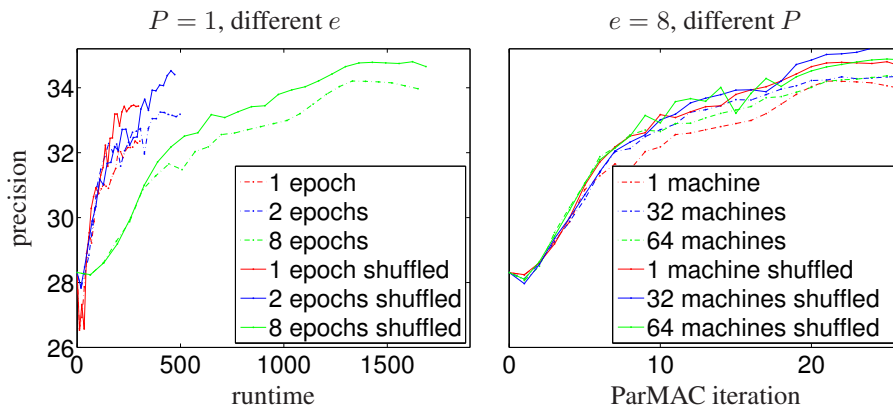 P = 1, different e
precision
34
32
30
28
26
0
500
1000
1500
runtime
1 epoch
2 epochs
8 epochs
1 epoch shuffled
2 epochs shuffled
8 epochs shuffled
e = 8, different P
0
10
20
ParMAC iteration
1 machine
32 machines
64 machines
1 machine shuffled
32 machines shuffled
64 machines shuffled